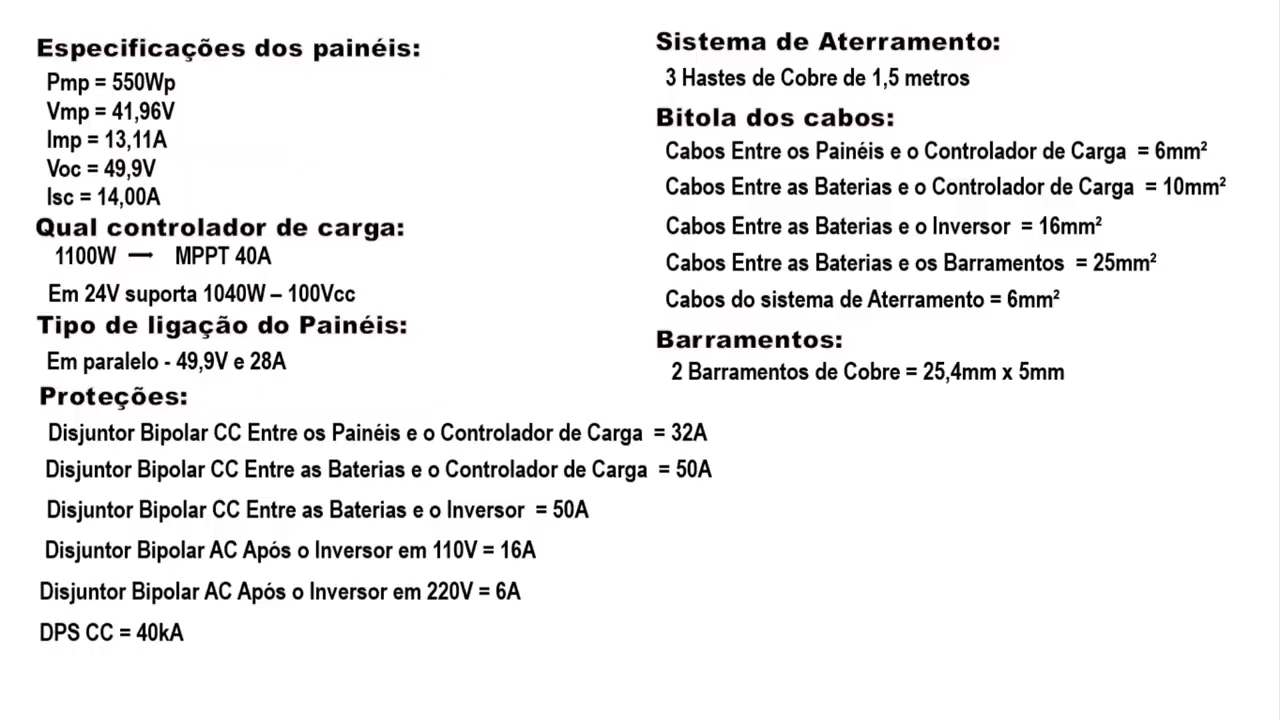 Especificações dos painéis:
Pmp = 550Wp
Vmp = 41,96V
Imp = 13,11A
Voc = 49,9V
Isc = 14,00A
Qual controlador de carga:
1100W → MPPT 40A
Em 24V suporta 1040W – 100Vcc
Tipo de ligação do Painéis:
Em paralelo - 49,9V e 28A
Proteções:
Disjuntor Bipolar CC Entre os Painéis e o Controlador de Carga = 32A
Disjuntor Bipolar CC Entre as Baterias e o Controlador de Carga = 50A
Disjuntor Bipolar CC Entre as Baterias e o Inversor = 50A
Disjuntor Bipolar AC Após o Inversor em 110V = 16A
Disjuntor Bipolar AC Após o Inversor em 220V = 6A
DPS CC = 40kA
Sistema de Aterramento:
3 Hastes de Cobre de 1,5 metros
Bitola dos cabos:
Cabos Entre os Painéis e o Controlador de Carga = 6mm²
Cabos Entre as Baterias e o Controlador de Carga = 10mm²
Cabos Entre as Baterias e o Inversor = 16mm²
Cabos Entre as Baterias e os Barramentos = 25mm²
Cabos do sistema de Aterramento = 6mm²
Barramentos:
2 Barramentos de Cobre = 25,4mm x 5mm